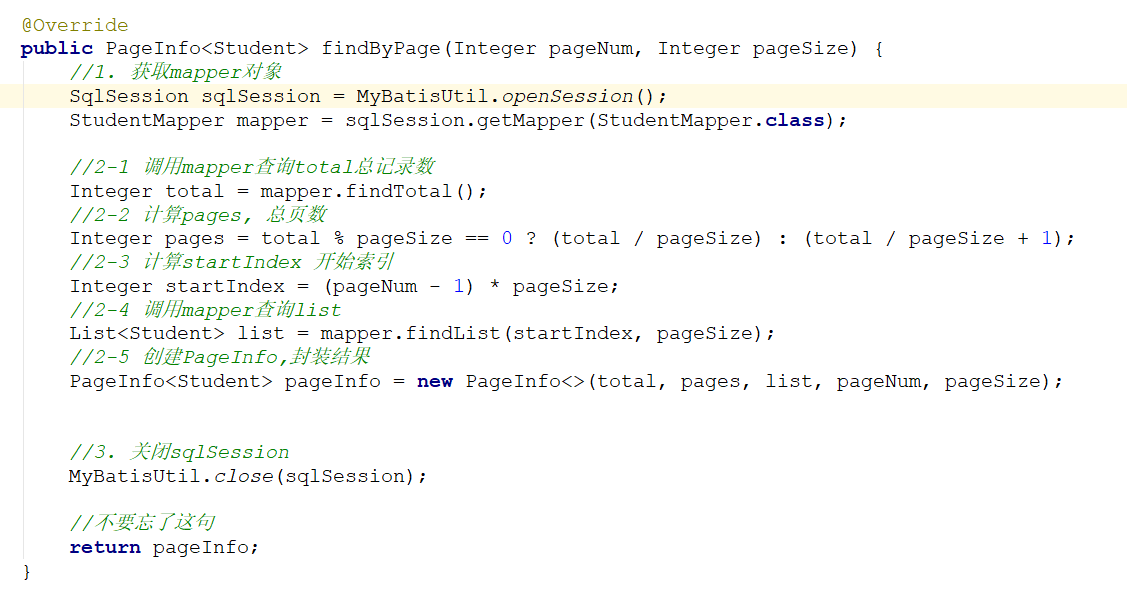 @Override
public PageInfo<Student> findByPage(Integer pageNum, Integer pageSize) {
//1. 获取mapper对象
SqlSession sqlSession = MyBatisUtil.openSession();
StudentMapper mapper = sqlSession.getMapper(StudentMapper.class);
//2-1 调用mapper查询total总记录数
Integer total = mapper.findTotal();
//2-2 计算pages, 总页数
Integer pages = total % pageSize == 0 ? (total / pageSize) : (total / pageSize + 1);
//2-3 计算startIndex 开始索引
Integer startIndex = (pageNum - 1) * pageSize;
//2-4 调用mapper查询list
List<Student> list = mapper.findList(startIndex, pageSize);
//2-5 创建PageInfo,封装结果
PageInfo<Student> pageInfo = new PageInfo<>(total, pages, list, pageNum, pageSize);
//3. 关闭sqlSession
MyBatisUtil.close(sqlSession);
//不要忘了这句
return pageInfo;
}